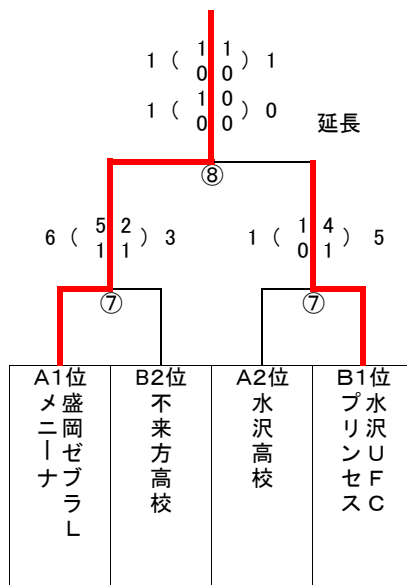 1 ( 1 1 ) 1
0 0
1 ( 1 0 ) 0
0 0
延長
⑧
6 ( 5 2 ) 3
1 1
1 ( 1 4 ) 5
0 1
⑦
⑦
A1位
盛岡ゼブラL
メニーナ
B2位
不来方高校
A2位
水沢高校
B1位
水沢UFC
プリンセス